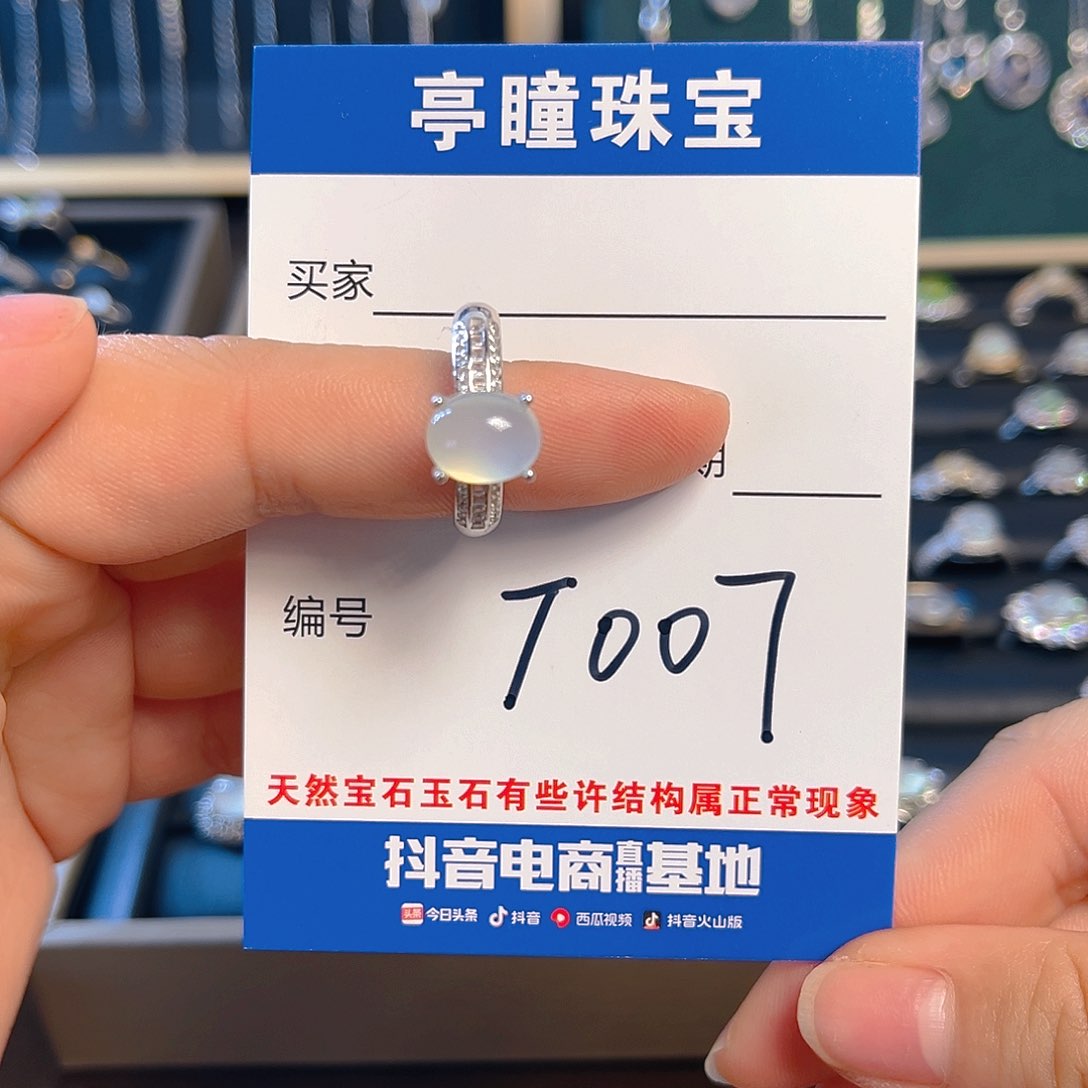 亭瞳珠宝
买家
期
编号 T007
天然宝石玉石有些许结构属正常现象
抖音电商直播基地
头条 今日头条 抖音 西瓜视频 抖音火山版